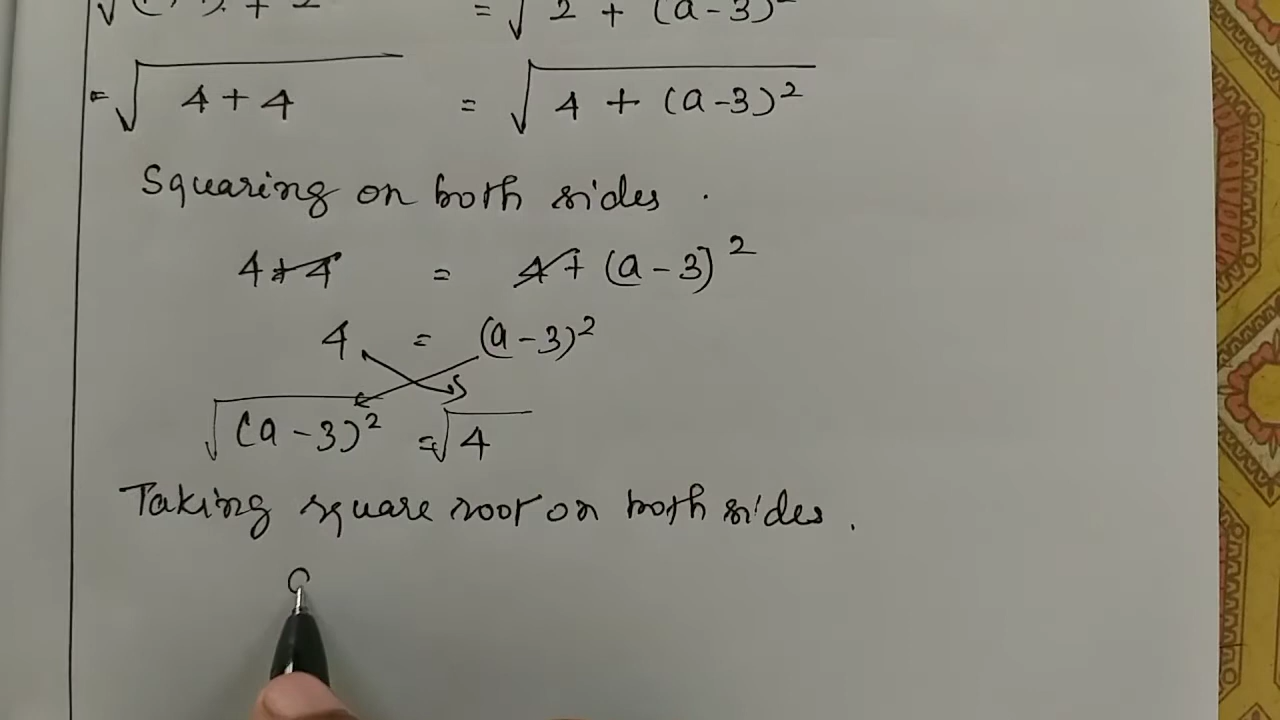 = √2 + (a-3)²
= √4+4 = √4 + (a-3)²
Squaring on both sides .
4+4 = 4+ (a-3)²
4 = (a-3)²
√(a-3)² = √4
Taking square root on both sides .